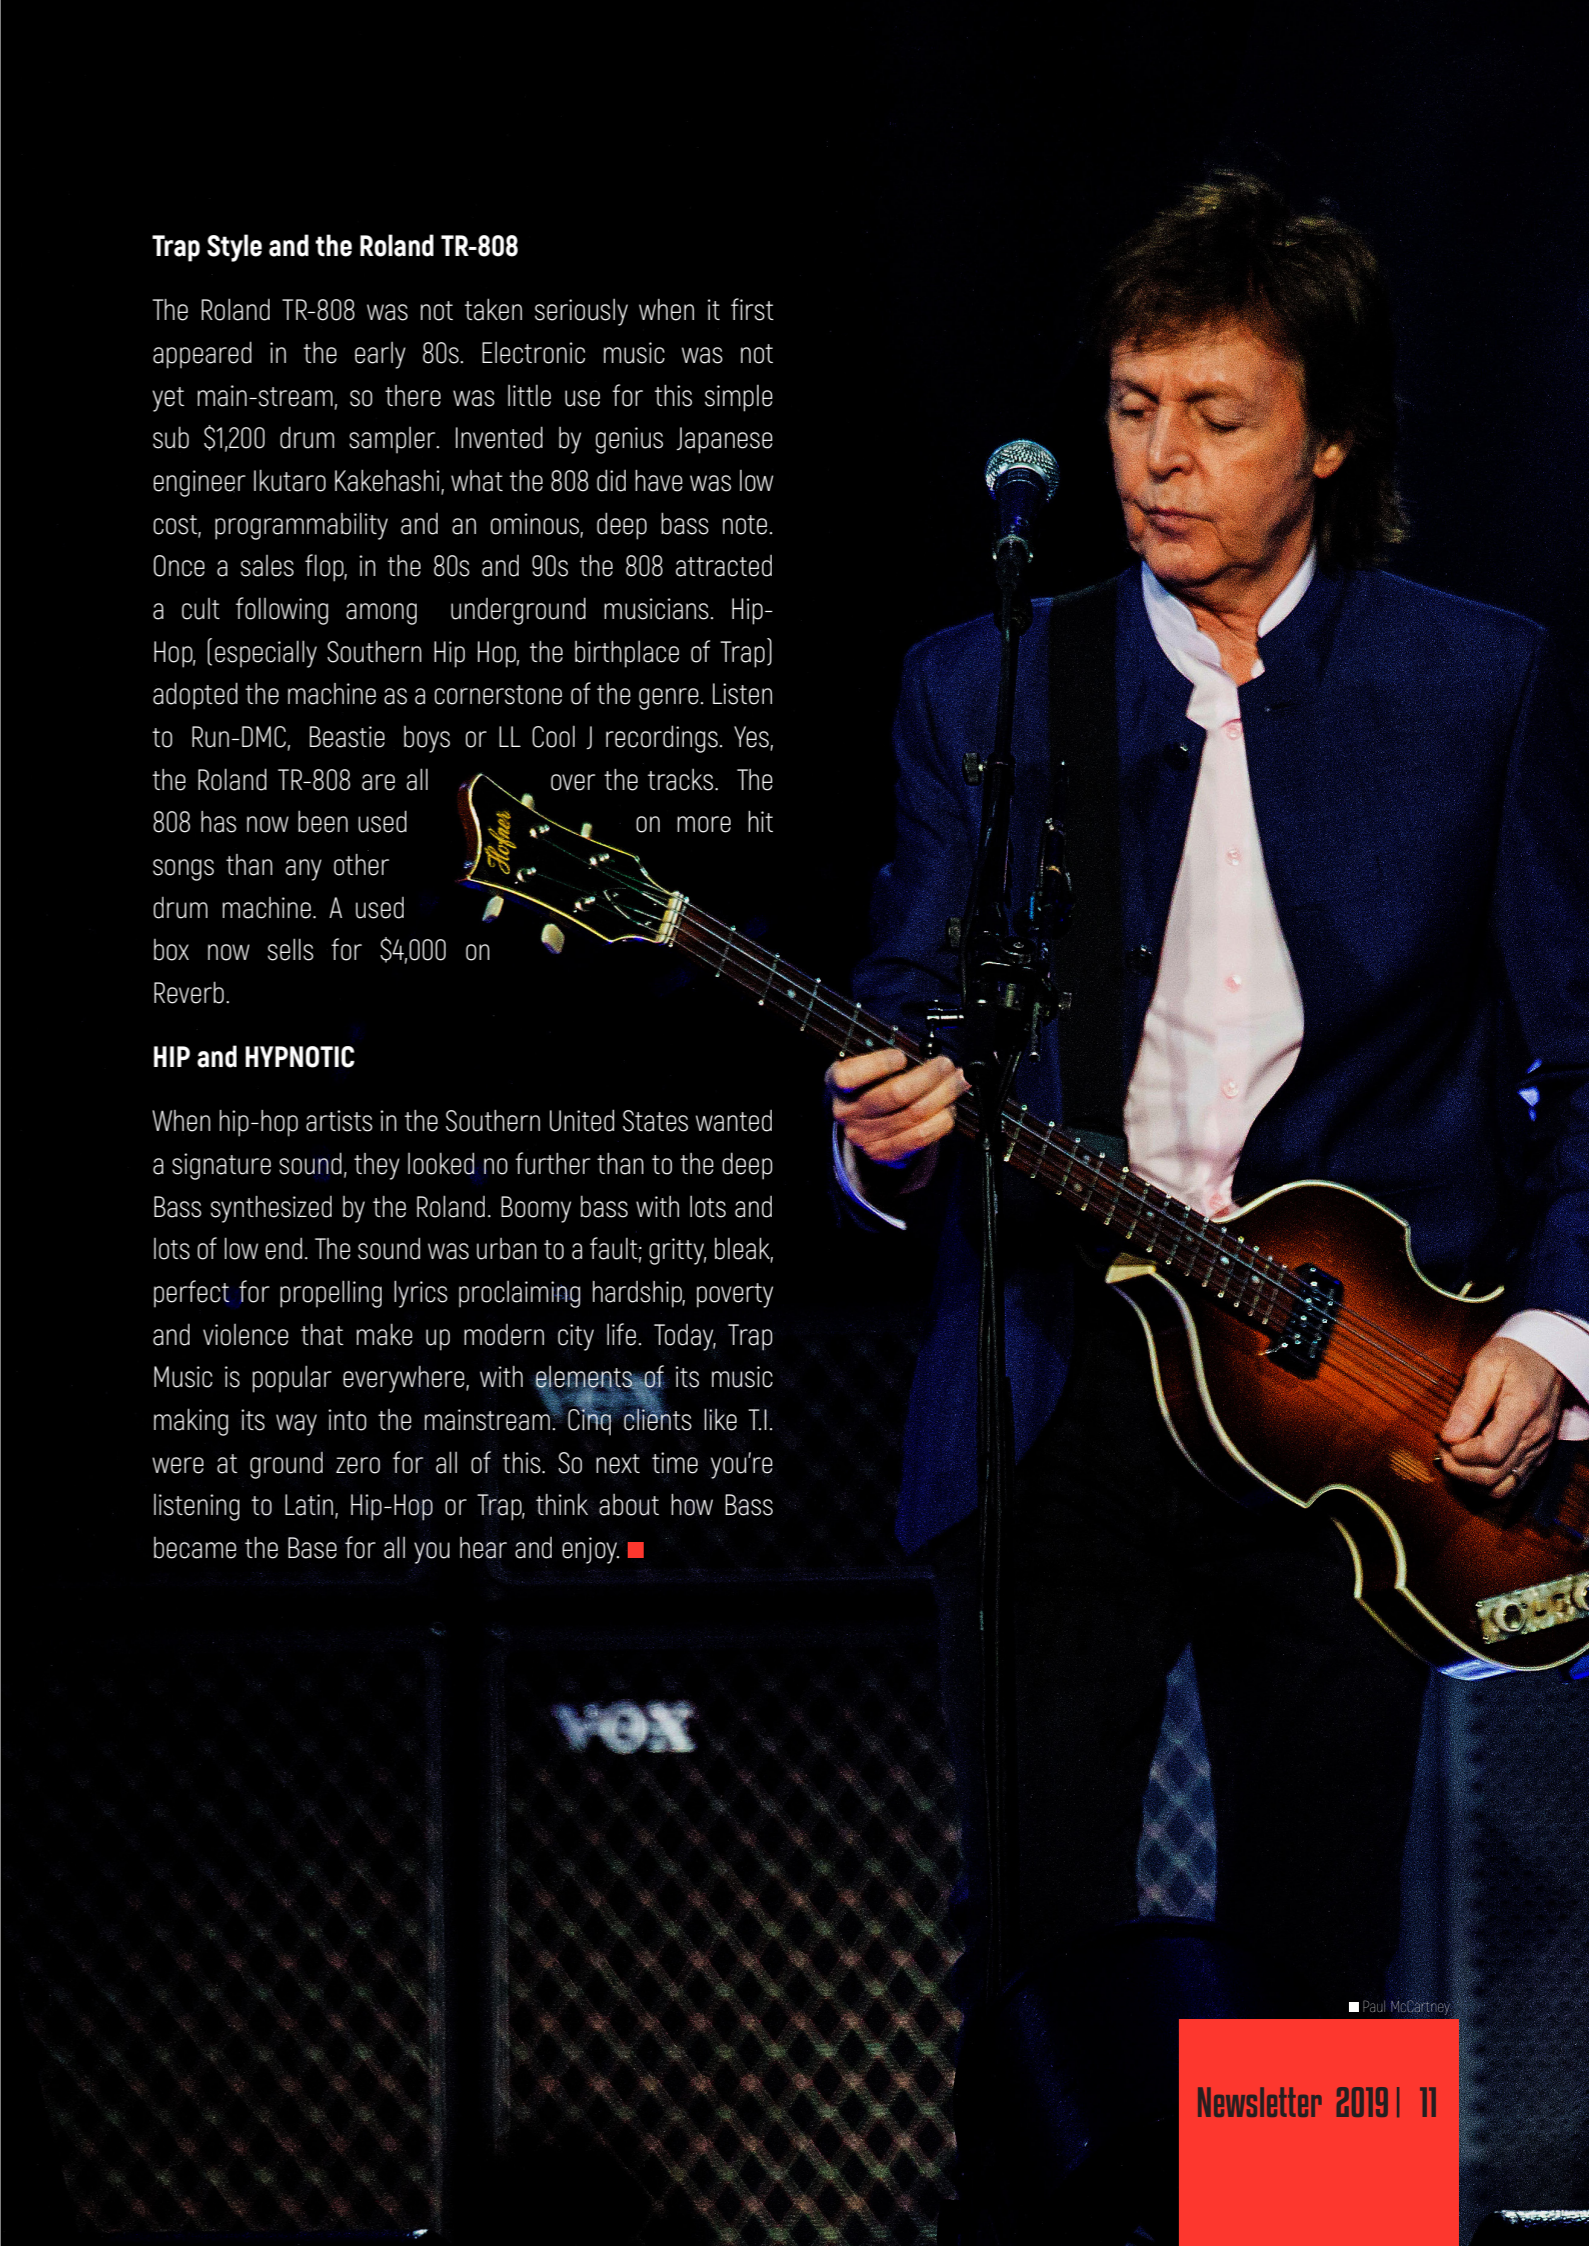 Trap Style and the Roland TR-808
The Roland TR-808 was not taken seriously when it first
appeared in the early 80s. Electronic music was not
yet main-stream, so there was little use for this simple
sub $1,200 drum sampler. Invented by genius Japanese
engineer Ikutaro Kakehashi, what the 808 did have was low
cost, programmability and an ominous, deep bass note.
Once a sales flop, in the 80s and 90s the 808 attracted
a cult following among underground musicians. Hip-
Hop, (especially Southern Hip Hop, the birthplace of Trap)
adopted the machine as a cornerstone of the genre. Listen
to Run-DMC, Beastie boys or LL Cool J recordings. Yes,
the Roland TR-808 are all over the tracks. The
808 has now been used on more hit
songs than any other
drum machine. A used
box now sells for $4,000 on
Reverb.
Hofner
HIP and HYPNOTIC
When hip-hop artists in the Southern United States wanted
a signature sound, they looked no further than to the deep
Bass synthesized by the Roland. Boomy bass with lots and
lots of low end. The sound was urban to a fault; gritty, bleak,
perfect for propelling lyrics proclaiming hardship, poverty
and violence that make up modern city life. Today, Trap
Music is popular everywhere, with elements of its music
making its way into the mainstream. Cinq clients like T.I.
were at ground zero for all of this. So next time you're
listening to Latin, Hip-Hop or Trap, think about how Bass
became the Base for all you hear and enjoy.
VOX
Paul McCartney
Newsletter 2019 | 11